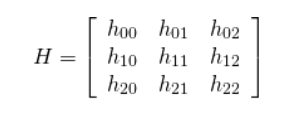 H = [ h₀₀ h₀₁ h₀₂
h₁₀ h₁₁ h₁₂
h₂₀ h₂₁ h₂₂ ]